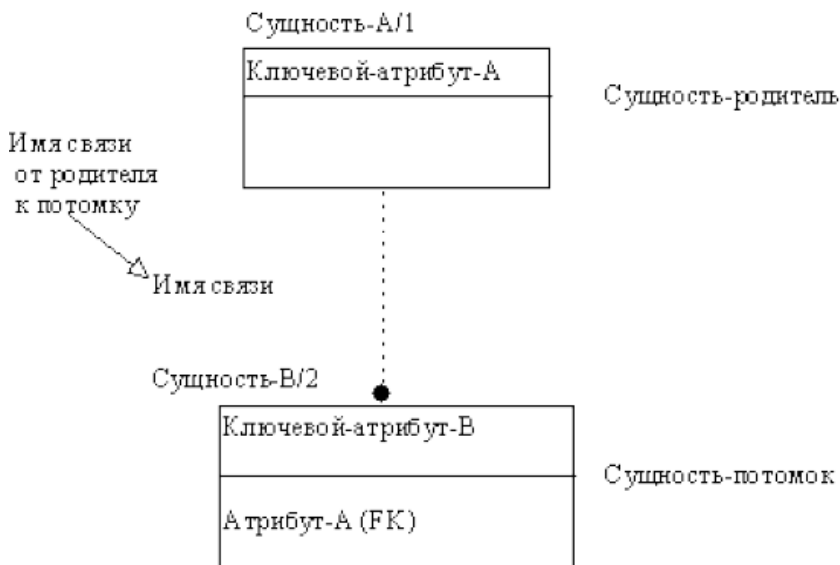 Сущность-A/1
Ключевой-атрибут-A
Сущность-родитель
Имя связи
от родителя
к потомку
Имя связи
Сущность-B/2
Ключевой-атрибут-B
Сущность-потомок
Атрибут-A (FK)